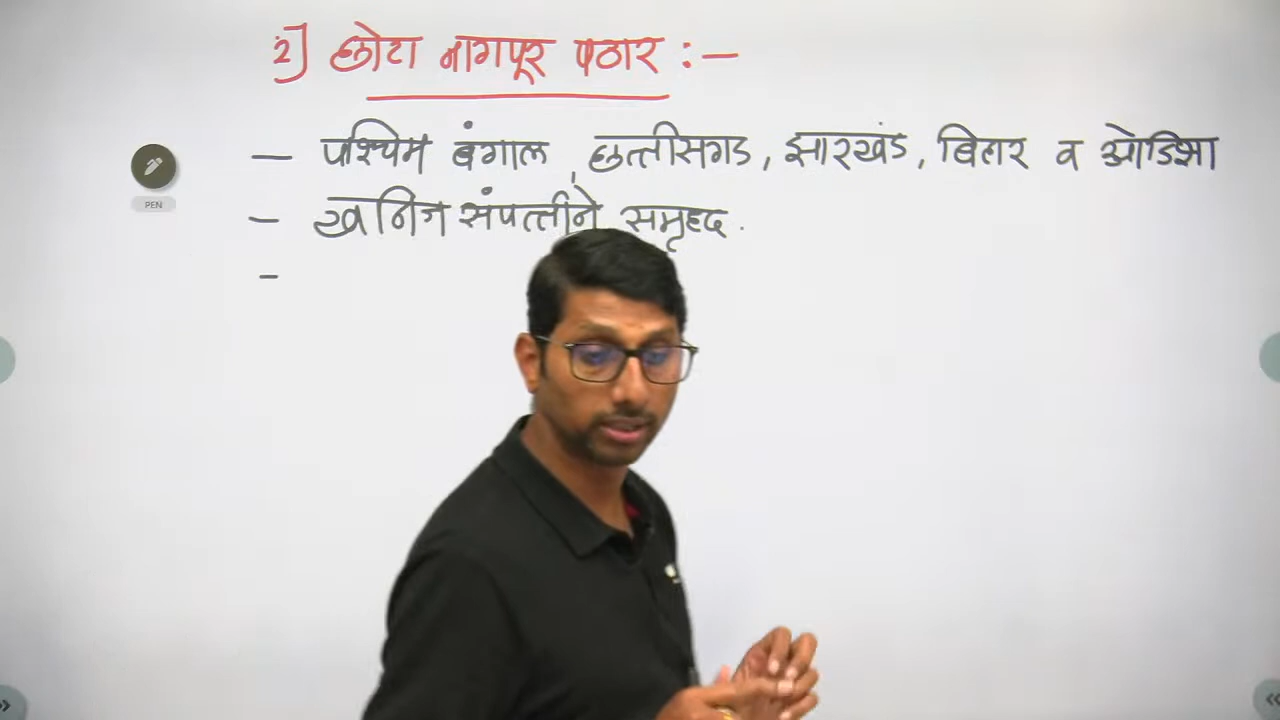 2] छोटा नागपूर पठार :-
- पश्चिम बंगाल, छत्तीसगड, झारखंड, बिहार व ओडिशा
PEN
- खनिज संपत्तीने समृद्ध.
-